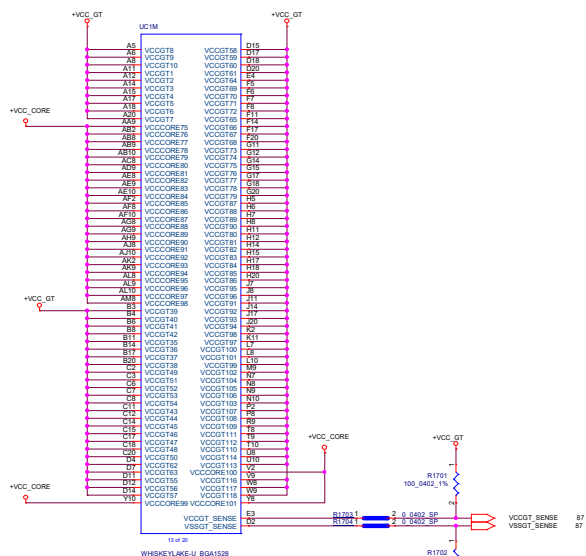 +VCC_GT
+VCC_GT
UC1M
A5 VCCGT8 VCCGT58 D15
A6 VCCGT9 VCCGT59 D17
A8 VCCGT10 VCCGT60 D18
A11 VCCGT1 VCCGT61 D20
A12 VCCGT2 VCCGT64 E4
A14 VCCGT3 VCCGT69 F5
A15 VCCGT4 VCCGT70 F6
A17 VCCGT5 VCCGT71 F7
A18 VCCGT6 VCCGT72 F8
A20 VCCGT7 VCCGT65 F11
+VCC_CORE
AA9 VCCCORE75 VCCGT66 F14
AB2 VCCCORE76 VCCGT67 F17
AB8 VCCCORE77 VCCGT68 F20
AB9 VCCCORE78 VCCGT73 G11
AB10 VCCCORE79 VCCGT74 G12
AC8 VCCCORE80 VCCGT75 G14
AD9 VCCCORE81 VCCGT76 G15
AE8 VCCCORE82 VCCGT77 G17
AE9 VCCCORE83 VCCGT78 G18
AE10 VCCCORE84 VCCGT79 G20
AF2 VCCCORE85 VCCGT87 H5
AF8 VCCCORE86 VCCGT88 H6
AF10 VCCCORE87 VCCGT89 H7
AG8 VCCCORE88 VCCGT90 H8
AG9 VCCCORE89 VCCGT80 H11
AH9 VCCCORE90 VCCGT81 H12
AJ8 VCCCORE91 VCCGT82 H14
AJ10 VCCCORE92 VCCGT83 H15
AK2 VCCCORE93 VCCGT84 H17
AK9 VCCCORE94 VCCGT85 H18
AL8 VCCCORE95 VCCGT86 H20
AL9 VCCCORE96 VCCGT95 J7
AL10 VCCCORE97 VCCGT96 J8
AM8 VCCCORE98 VCCGT91 J11
+VCC_GT
B3 VCCGT39 VCCGT92 J14
B4 VCCGT40 VCCGT93 J17
B6 VCCGT41 VCCGT94 J20
B8 VCCGT42 VCCGT98 K2
B11 VCCGT35 VCCGT97 K11
B14 VCCGT36 VCCGT100 L7
B17 VCCGT37 VCCGT101 L8
B20 VCCGT38 VCCGT99 L10
C2 VCCGT49 VCCGT102 M9
C3 VCCGT51 VCCGT104 N7
C6 VCCGT52 VCCGT105 N8
C7 VCCGT53 VCCGT106 N9
C8 VCCGT54 VCCGT103 N10
C11 VCCGT43 VCCGT107 P2
C12 VCCGT44 VCCGT108 P8
C14 VCCGT45 VCCGT109 R9
C15 VCCGT46 VCCGT111 T8
C17 VCCGT47 VCCGT112 T9
C18 VCCGT48 VCCGT110 T10
C20 VCCGT50 VCCGT114 U8
D4 VCCGT62 VCCGT113 U10
D7 VCCGT63 VCCCORE100 V2
D11 VCCGT55 VCCGT116 V9
D12 VCCGT56 VCCGT117 W8
D14 VCCGT57 VCCGT118 W9
Y10 VCCCORE99 VCCCORE101 Y8
+VCC_CORE
+VCC_CORE
+VCC_GT
R1701
100_0402_1%
1
2
VCCGT_SENSE E3 R1703 1 2 0_0402_SP VCCGT_SENSE 87
VSSGT_SENSE D2 R1704 1 2 0_0402_SP VSSGT_SENSE 87
13 of 20
WHISKEYLAKE-U_BGA1528
1
R1702